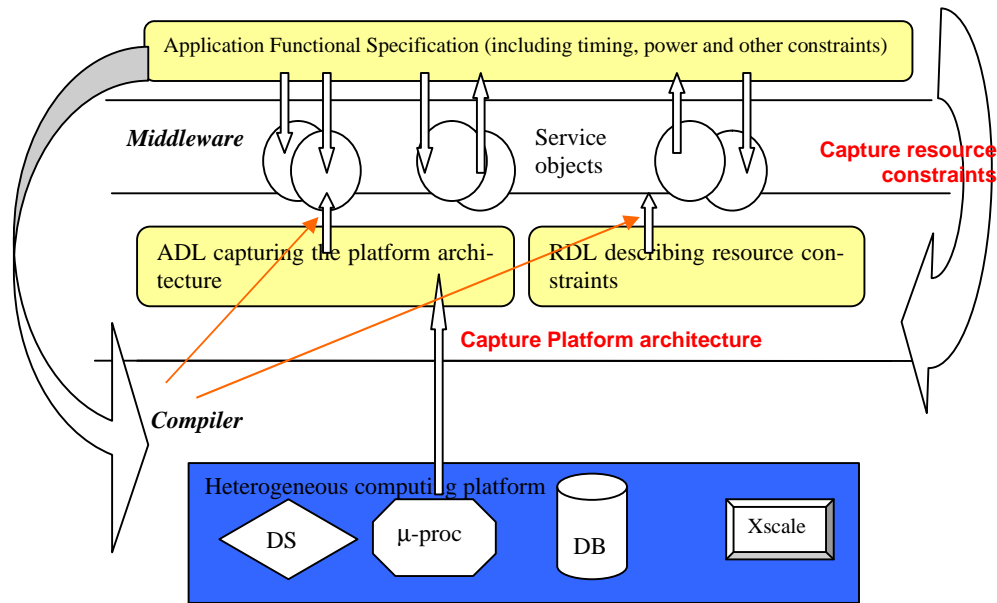 Application Functional Specification (including timing, power and other constraints)
Middleware
Service
objects
Capture resource
constraints
ADL capturing the platform archi-
tecture
RDL describing resource con-
straints
Capture Platform architecture
Compiler
Heterogeneous computing platform
DS
μ-proc
DB
Xscale